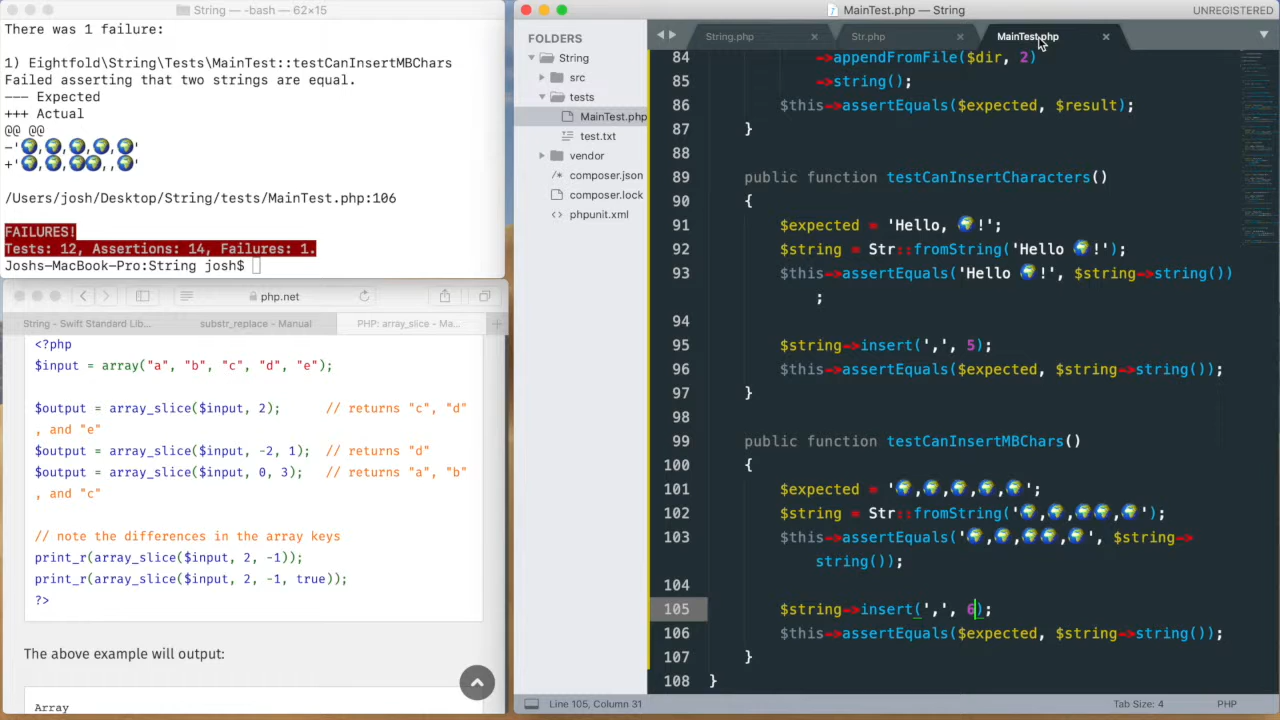 String — -bash — 62×15
There was 1 failure:
1) Eightfold\String\Tests\MainTest::testCanInsertMBChars
Failed asserting that two strings are equal.
--- Expected
+++ Actual
@@ @@
-'🌍,🌍,🌍,🌍,🌍'
+'🌍,🌍,🌍🌍,,🌍'
/Users/josh/Desktop/String/tests/MainTest.php:106
FAILURES!
Tests: 12, Assertions: 14, Failures: 1.
Joshs-MacBook-Pro:String josh$
php.net
String - Swift Standard Lib...
substr_replace - Manual
PHP: array_slice - Ma...
<?php
$input = array("a", "b", "c", "d", "e");
$output = array_slice($input, 2);      // returns "c", "d"
, and "e"
$output = array_slice($input, -2, 1);  // returns "d"
$output = array_slice($input, 0, 3);   // returns "a", "b"
, and "c"
// note the differences in the array keys
print_r(array_slice($input, 2, -1));
print_r(array_slice($input, 2, -1, true));
?>
The above example will output:
Array
MainTest.php — String
UNREGISTERED
FOLDERS
String
src
tests
MainTest.php
test.txt
vendor
composer.json
composer.lock
phpunit.xml
String.php
Str.php
MainTest.php
84 ->appendFromFile($dir, 2)
85 ->string();
86 $this->assertEquals($expected, $result);
87 }
88
89 public function testCanInsertCharacters()
90 {
91 $expected = 'Hello, 🌍!';
92 $string = Str::fromString('Hello 🌍!');
93 $this->assertEquals('Hello 🌍!', $string->string())
;
94
95 $string->insert(',', 5);
96 $this->assertEquals($expected, $string->string());
97 }
98
99 public function testCanInsertMBChars()
100 {
101 $expected = '🌍,🌍,🌍,🌍,🌍';
102 $string = Str::fromString('🌍,🌍,🌍🌍,🌍');
103 $this->assertEquals('🌍,🌍,🌍🌍,🌍', $string->
string());
104
105 $string->insert(',', 6);
106 $this->assertEquals($expected, $string->string());
107 }
108 }
Line 105, Column 31
Tab Size: 4
PHP